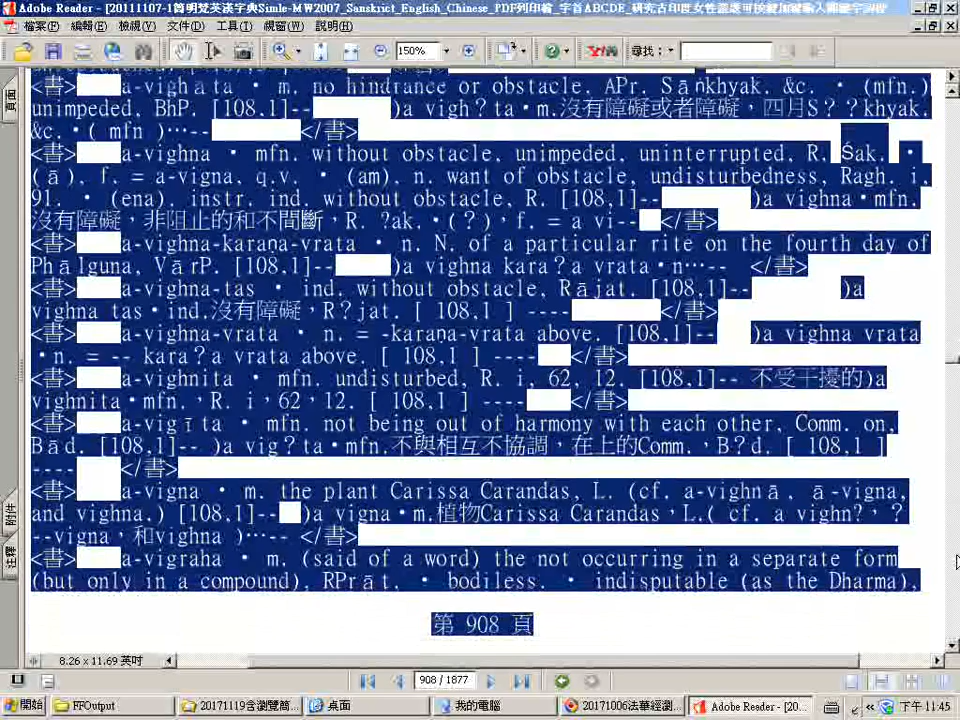 Adobe Reader - [20111107-1簡明梵英漢字典Simle-MW2007_Sanskrict_English_Chinese_PDF列印檔_字首ABCDE_研究古印度女性議題可按
檔案(F) 編輯(E) 檢視(V) 文件(D) 工具(T) 視窗(W) 說明(H)
150% 尋找：
頁面
附件
注釋
<書> a-vighāta · m. no hindrance or obstacle, APr. Sāṅkhyak. &c. · (mfn.)
unimpeded, BhP. [108,1]-- )a vigh？ta·m.沒有障礙或者障礙，四月S？？khyak.
&c.·( mfn )…-- </書>
<書> a-vighna · mfn. without obstacle, unimpeded, uninterrupted, R. Śak. ·
(ā), f. = a-vigna, q.v. · (am), n. want of obstacle, undisturbedness, Ragh. i,
91. · (ena), instr. ind. without obstacle, R. [108,1]-- )a vighna·mfn.
沒有障礙，非阻止的和不間斷，R. ?ak. ·(？), f. = a vi-- </書>
<書> a-vighna-karaṇa-vrata · n. N. of a particular rite on the fourth day of
Phālguna, VārP. [108,1]-- )a vighna kara？a vrata·n…-- </書>
<書> a-vighna-tas · ind. without obstacle, Rājat. [108,1]-- )a
vighna tas·ind.沒有障礙，R？jat. [ 108,1 ] ---- </書>
<書> a-vighna-vrata · n. = -karaṇa-vrata above. [108,1]-- )a vighna vrata
·n. = -- kara？a vrata above. [ 108,1 ] ---- </書>
<書> a-vighnita · mfn. undisturbed, R. i, 62, 12. [108,1]-- 不受干擾的)a
vighnita·mfn.，R. i，62，12. [ 108,1 ] ---- </書>
<書> a-vigīta · mfn. not being out of harmony with each other, Comm. on,
Bād. [108,1]-- )a vig？ta·mfn.不與相互不協調，在上的Comm.，B？d. [ 108,1 ]
---- </書>
<書> a-vigna · m. the plant Carissa Carandas, L. (cf. a-vighnā, ā-vigna,
and vighna.) [108,1]-- )a vigna·m.植物Carissa Carandas，L.( cf. a vighn?，？
--vigna，和vighna )…-- </書>
<書> a-vigraha · m. (said of a word) the not occurring in a separate form
(but only in a compound), RPrāt. · bodiless. · indisputable (as the Dharma),
第 908 頁
8.26 x 11.69 英吋
908 / 1877
開始 FFOutput 20171119含瀏覽簡... 桌面 我的電腦 20171006法華經瀏... Adobe Reader - [20... 下午 11:45